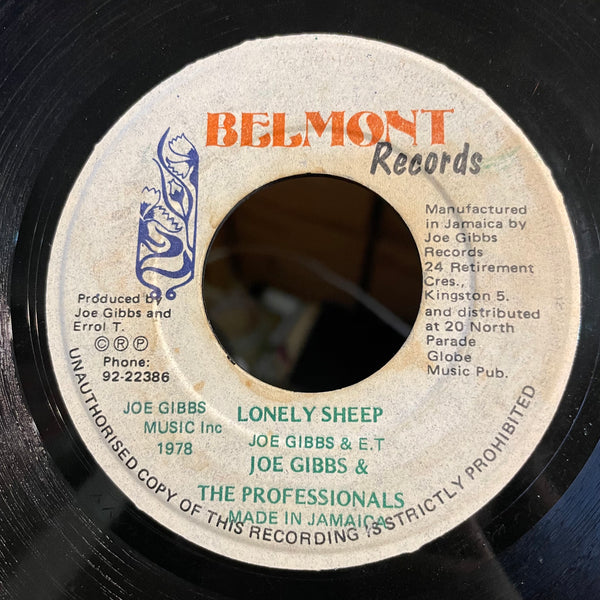 BELMONT
Records
Manufactured
in Jamaica by
Joe Gibbs
Records
24 Retirement
Cres.,
Kingston 5.
and distributed
at 20 North
Parade
Globe
Music Pub.
Produced by
Joe Gibbs and
Errol T.
Ⓒ Ⓡ Ⓟ
Phone:
92-22386
JOE GIBBS
MUSIC Inc
1978
LONELY SHEEP
JOE GIBBS & E.T
JOE GIBBS &
THE PROFESSIONALS
MADE IN JAMAICA
UNAUTHORISED COPY OF THIS RECORDING IS STRICTLY PROHIBITED